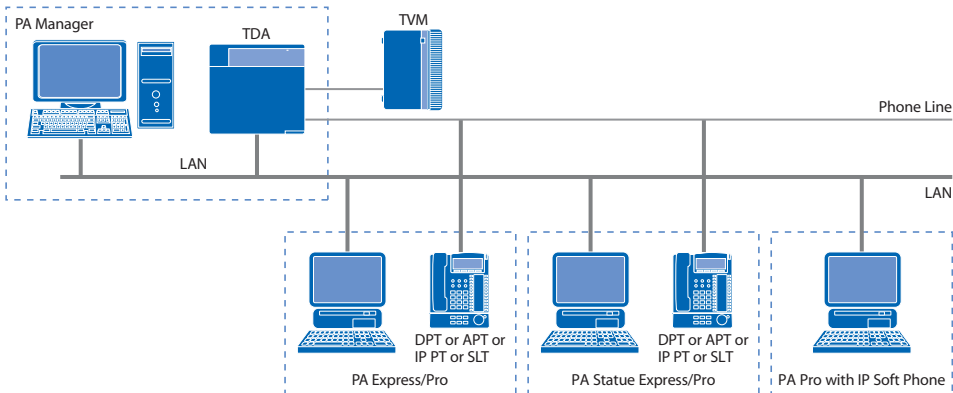 PA Manager
TDA
TVM
Phone Line
LAN
LAN
DPT or APT or
IP PT or SLT
PA Express/Pro
DPT or APT or
IP PT or SLT
PA Statue Express/Pro
PA Pro with IP Soft Phone